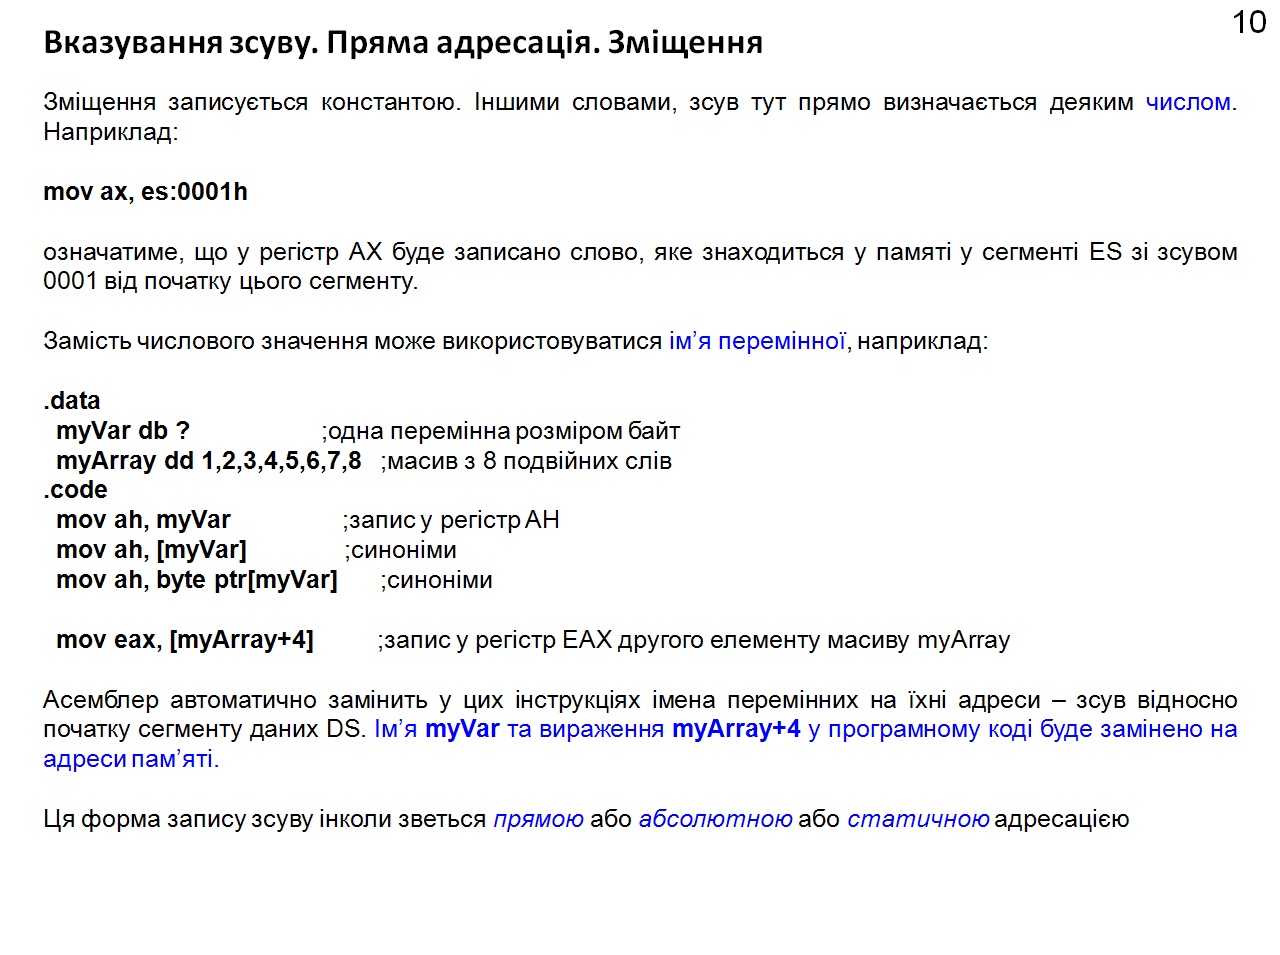 10
Вказування зсуву. Пряма адресація. Зміщення
Зміщення записується константою. Іншими словами, зсув тут прямо визначається деяким числом.
Наприклад:
mov ax, es:0001h
означатиме, що у регістр AX буде записано слово, яке знаходиться у памяті у сегменті ES зі зсувом
0001 від початку цього сегменту.
Замість числового значення може використовуватися ім’я перемінної, наприклад:
.data
myVar db ? ;одна перемінна розміром байт
myArray dd 1,2,3,4,5,6,7,8 ;масив з 8 подвійних слів
.code
mov ah, myVar ;запис у регістр AH
mov ah, [myVar] ;синоніми
mov ah, byte ptr[myVar] ;синоніми
mov eax, [myArray+4] ;запис у регістр EAX другого елементу масиву myArray
Асемблер автоматично замінить у цих інструкціях імена перемінних на їхні адреси – зсув відносно
початку сегменту даних DS. Ім’я myVar та вираження myArray+4 у програмному коді буде замінено на
адреси пам’яті.
Ця форма запису зсуву інколи зветься прямою або абсолютною або статичною адресацією